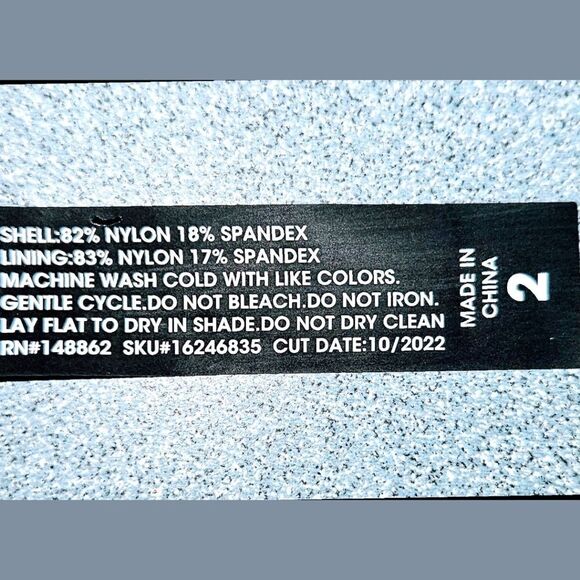 SHELL:82% NYLON 18% SPANDEX
LINING:83% NYLON 17% SPANDEX
MACHINE WASH COLD WITH LIKE COLORS.
GENTLE CYCLE.DO NOT BLEACH.DO NOT IRON.
LAY FLAT TO DRY IN SHADE.DO NOT DRY CLEAN
RN#148862 SKU#16246835 CUT DATE:10/2022
MADE IN
CHINA
2